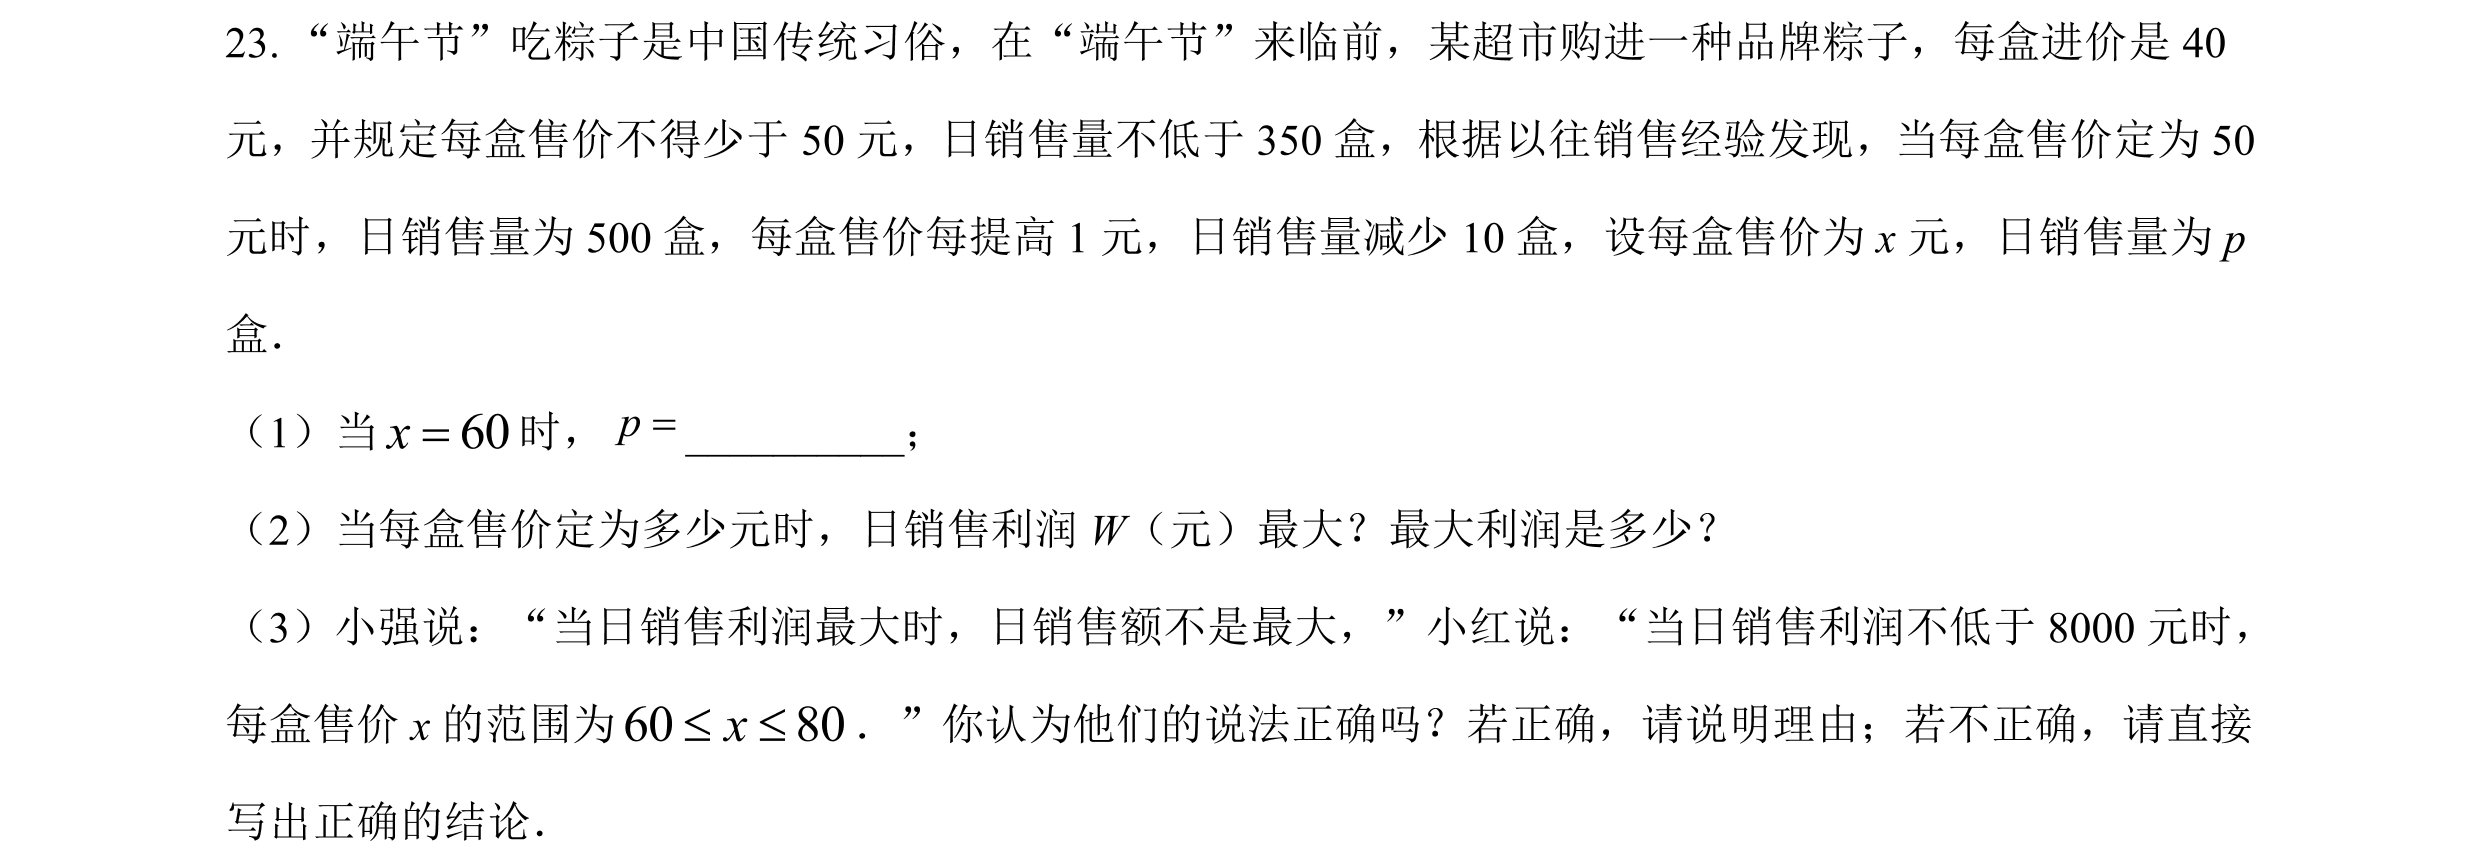 23. “端午节”吃粽子是中国传统习俗，在“端午节”来临前，某超市购进一种品牌粽子，每盒进价是 40
元，并规定每盒售价不得少于 50 元，日销售量不低于 350 盒，根据以往销售经验发现，当每盒售价定为 50
元时，日销售量为 500 盒，每盒售价每提高 1 元，日销售量减少 10 盒，设每盒售价为 x 元，日销售量为 p
盒．
（1）当 x = 60 时， p = __________；
（2）当每盒售价定为多少元时，日销售利润 W（元）最大？最大利润是多少？
（3）小强说：“当日销售利润最大时，日销售额不是最大，”小红说：“当日销售利润不低于 8000 元时，
每盒售价 x 的范围为 60 ≤ x ≤ 80．”你认为他们的说法正确吗？若正确，请说明理由；若不正确，请直接
写出正确的结论．